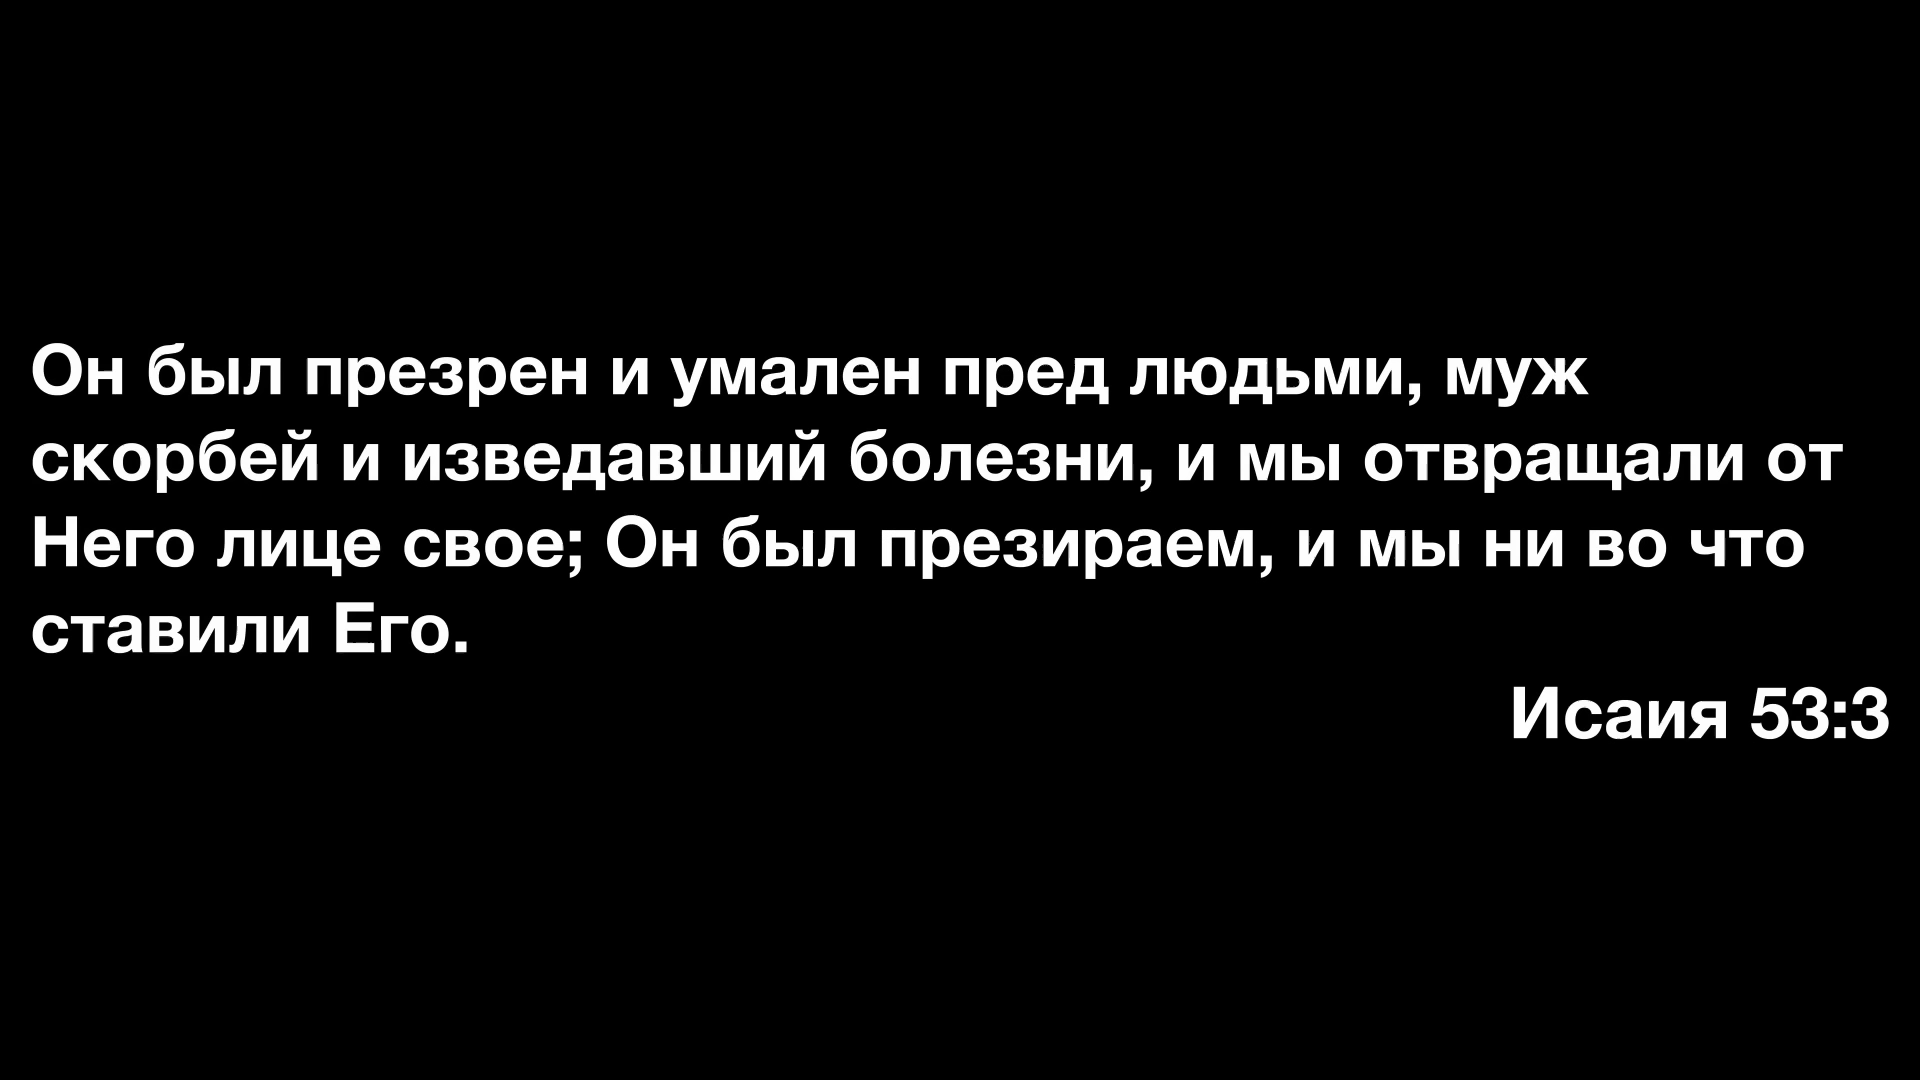 Он был презрен и умален пред людьми, муж
скорбей и изведавший болезни, и мы отвращали от
Него лице свое; Он был презираем, и мы ни во что
ставили Его.
Исаия 53:3